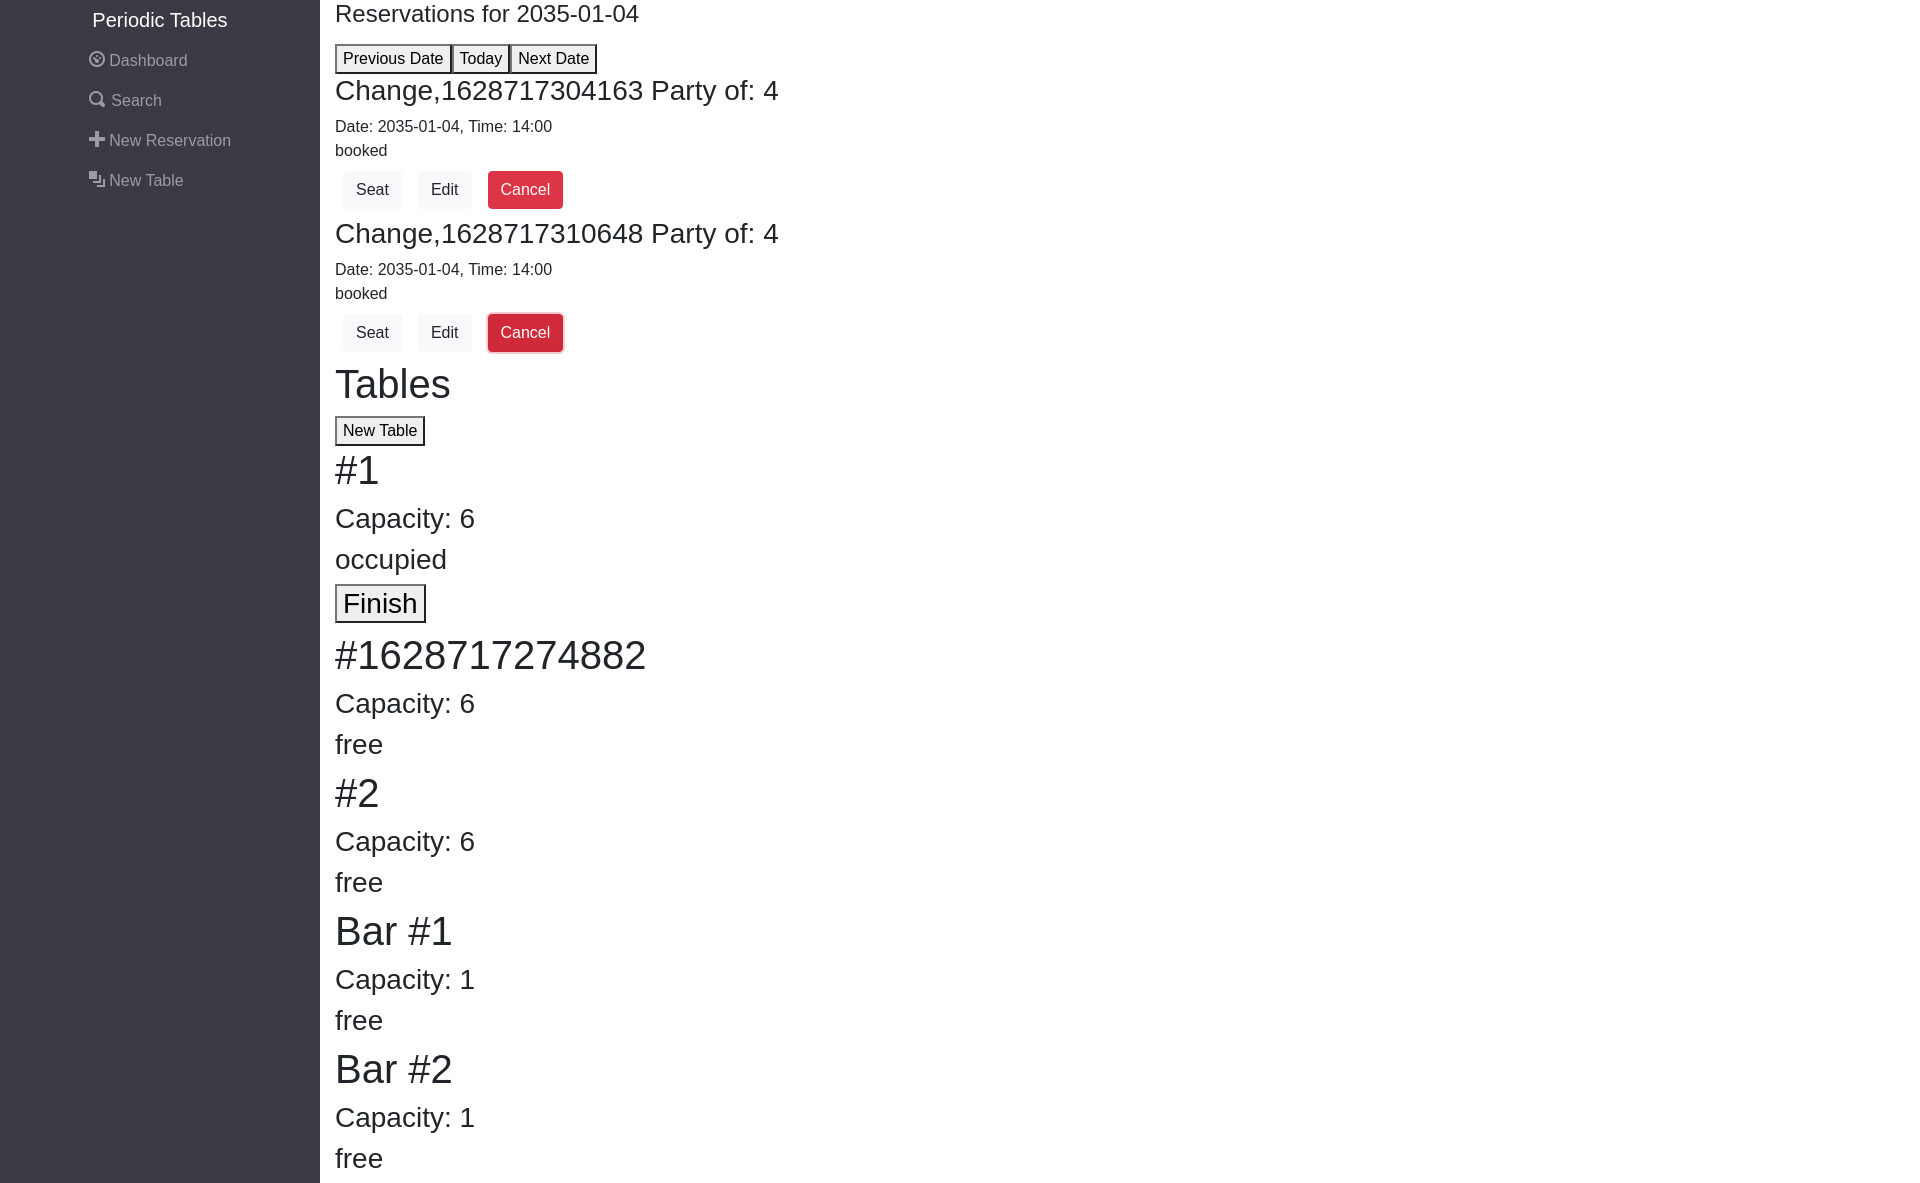 Periodic Tables
Dashboard
Search
New Reservation
New Table
Reservations for 2035-01-04
Previous Date Today Next Date
Change,1628717304163 Party of: 4
Date: 2035-01-04, Time: 14:00
booked
Seat Edit Cancel
Change,1628717310648 Party of: 4
Date: 2035-01-04, Time: 14:00
booked
Seat Edit Cancel
Tables
New Table
#1
Capacity: 6
occupied
Finish
#1628717274882
Capacity: 6
free
#2
Capacity: 6
free
Bar #1
Capacity: 1
free
Bar #2
Capacity: 1
free